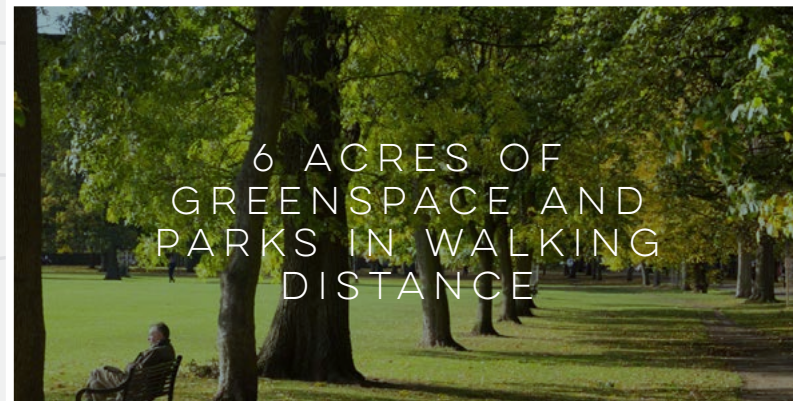 6 ACRES OF
GREENSPACE AND
PARKS IN WALKING
DISTANCE